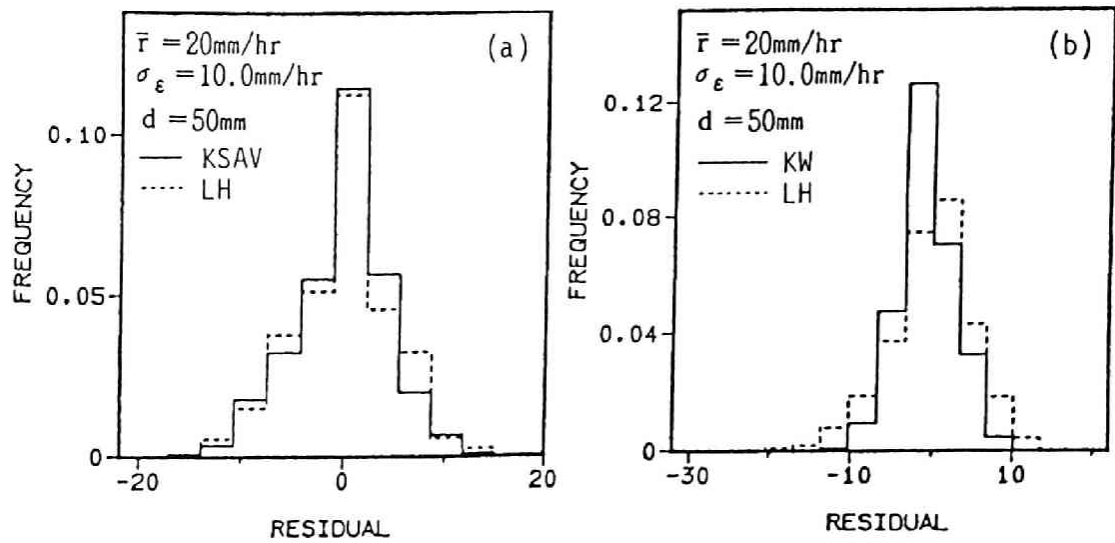 (a)
r̄ = 20mm/hr
σε = 10.0mm/hr
d = 50mm
KSAV
LH
FREQUENCY
0.10
0.05
0
-20
0
20
RESIDUAL
(b)
r̄ = 20mm/hr
σε = 10.0mm/hr
d = 50mm
KW
LH
FREQUENCY
0.12
0.08
0.04
0
-30
-10
10
RESIDUAL